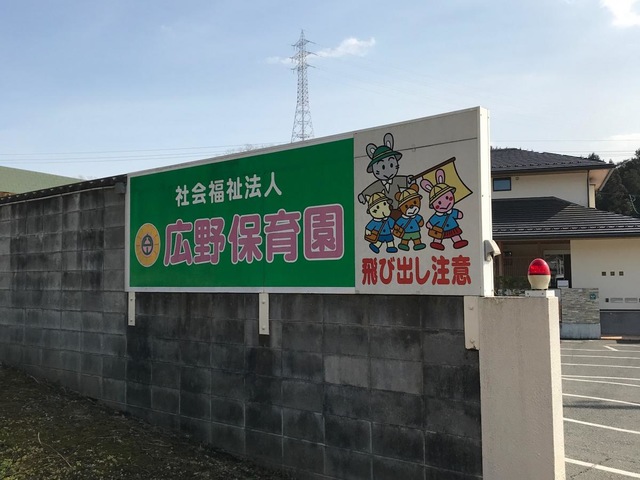 社会福祉法人
広野保育園
飛び出し注意